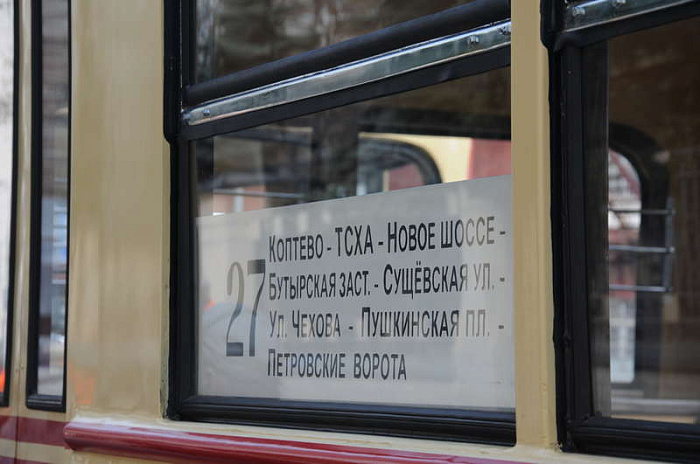 27
Коптево - ТСХА - Новое шоссе -
Бутырская заст. - Сущёвская ул. -
Ул. Чехова - Пушкинская пл. -
Петровские ворота